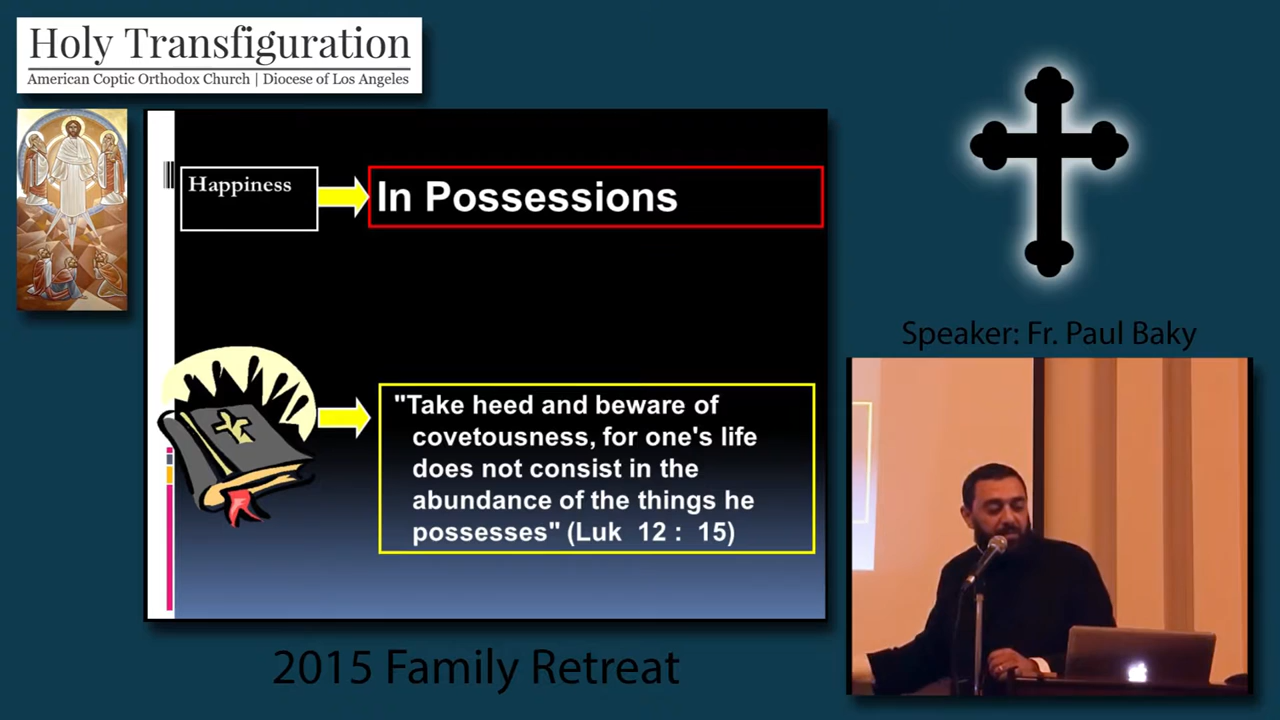 Holy Transfiguration
American Coptic Orthodox Church | Diocese of Los Angeles
Happiness
In Possessions
"Take heed and beware of
covetousness, for one's life
does not consist in the
abundance of the things he
possesses" (Luk 12 : 15)
Speaker: Fr. Paul Baky
2015 Family Retreat